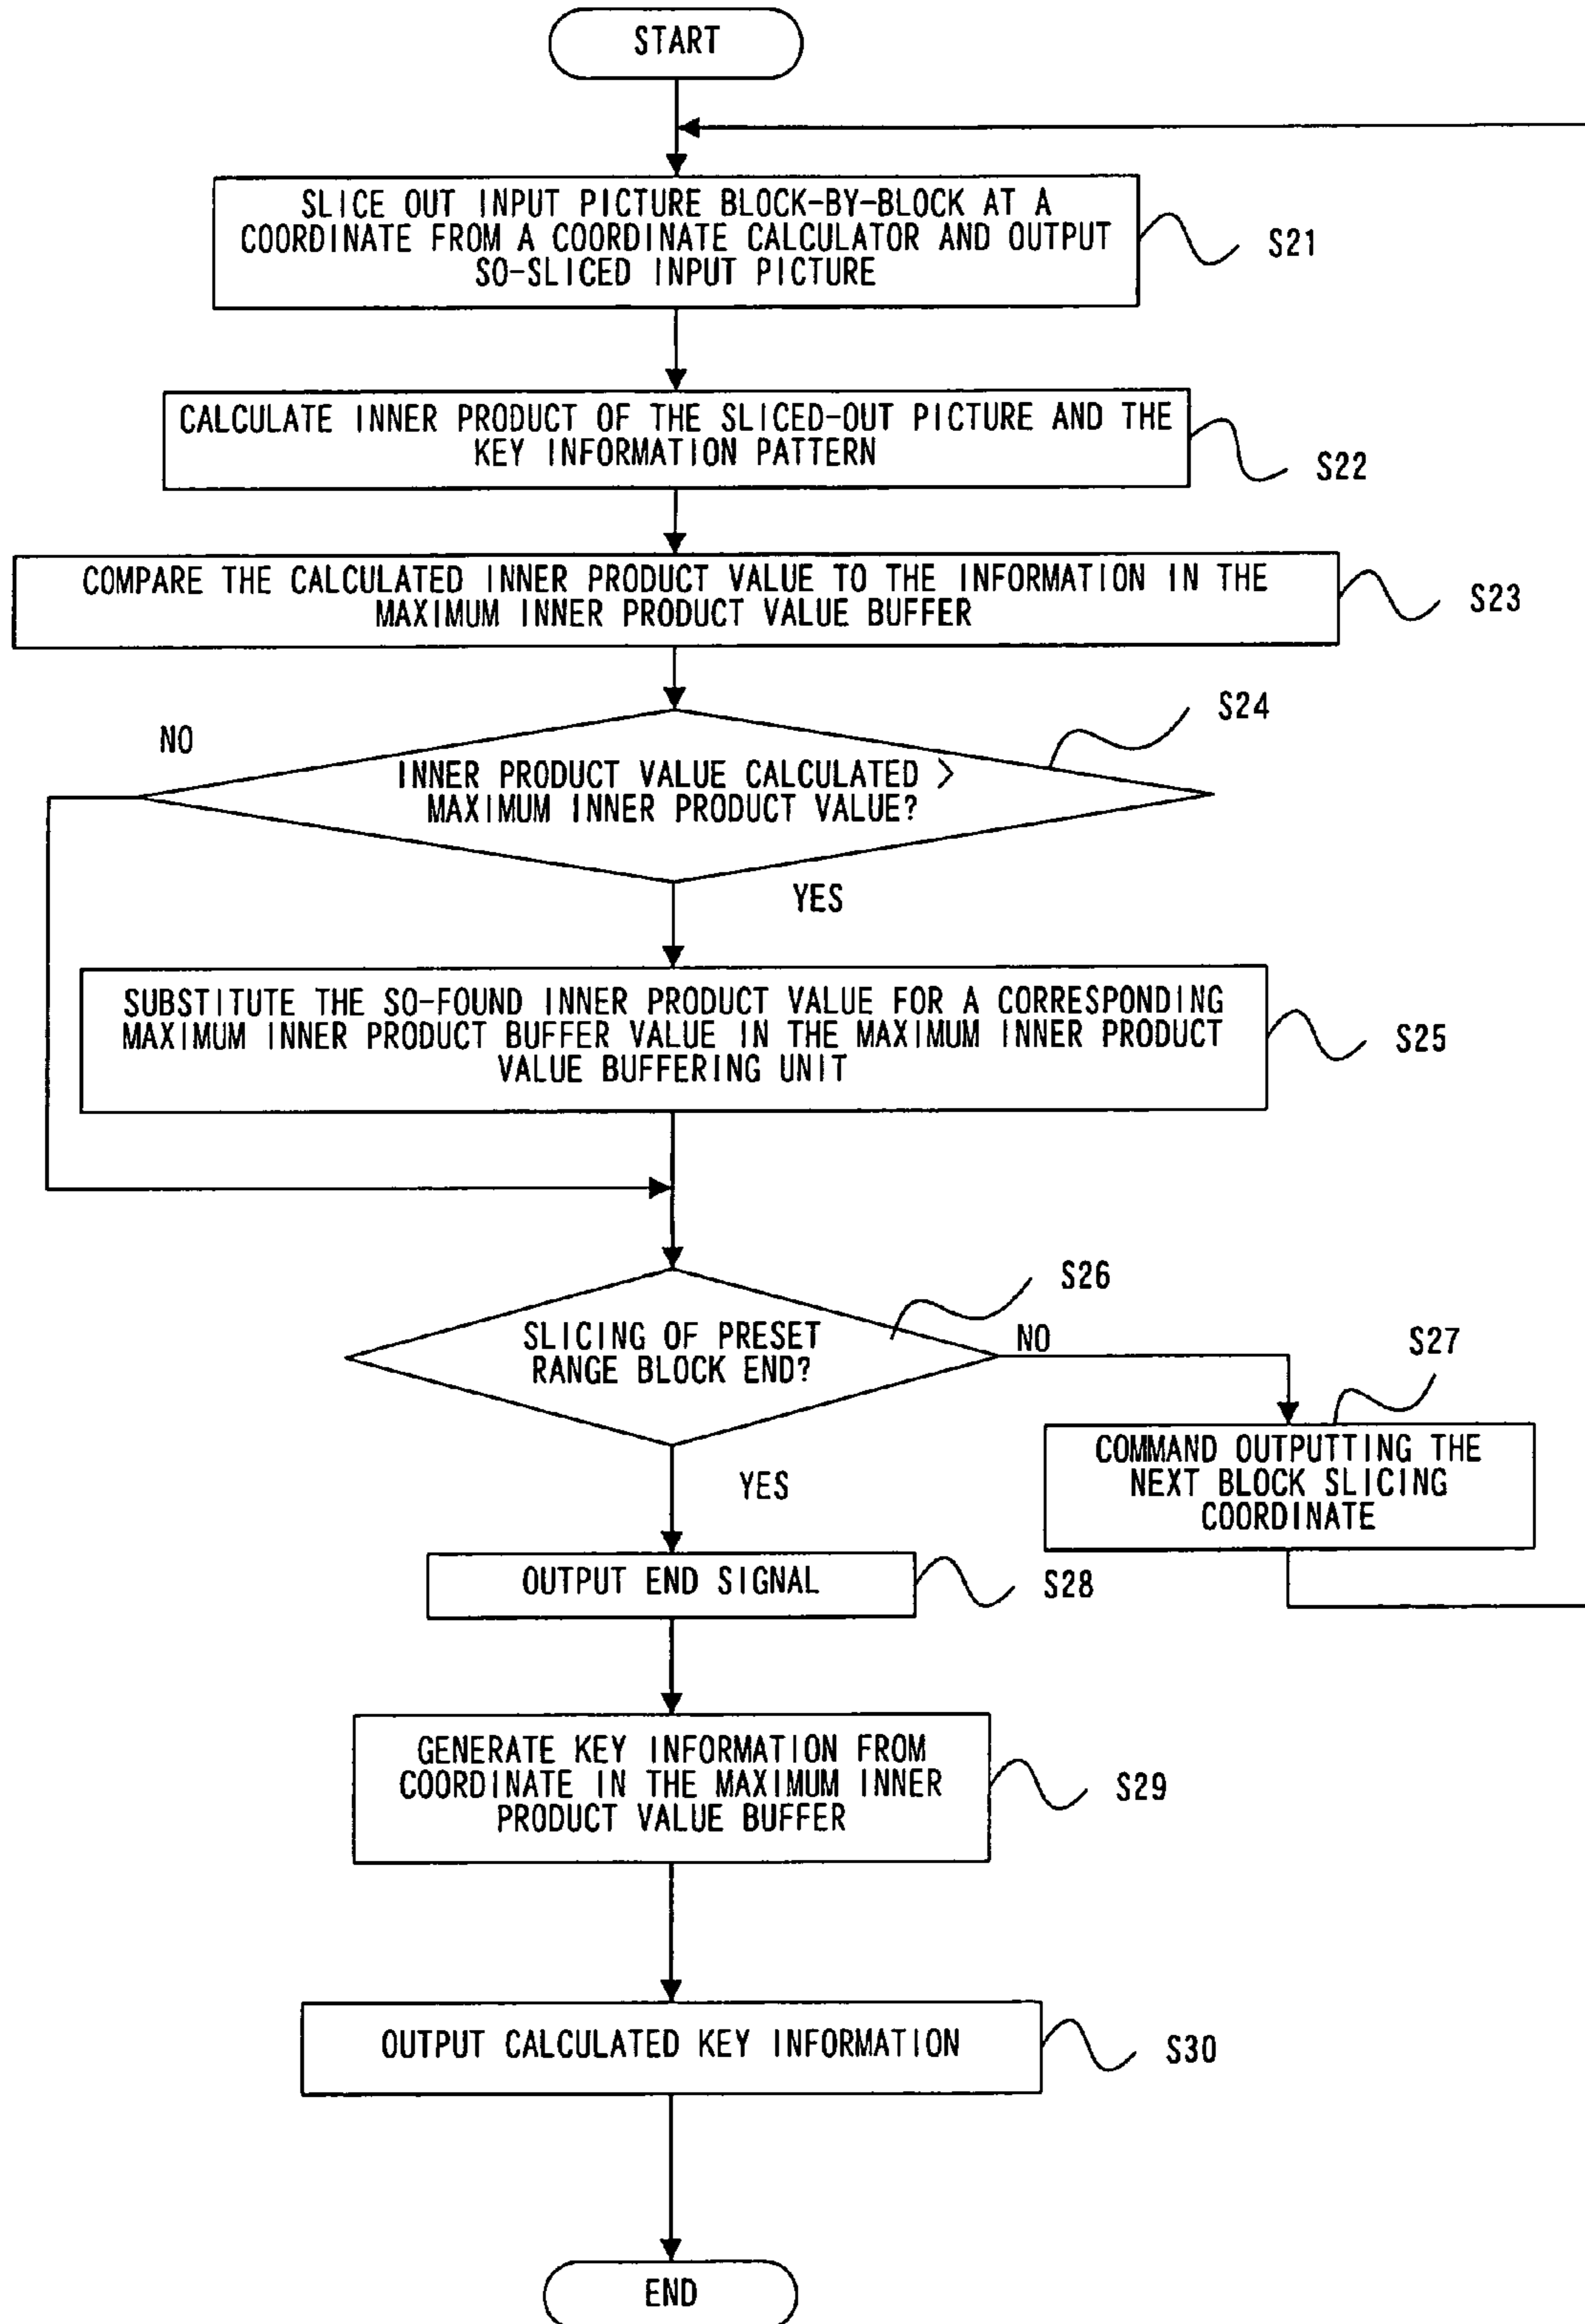 START
SLICE OUT INPUT PICTURE BLOCK-BY-BLOCK AT A
COORDINATE FROM A COORDINATE CALCULATOR AND OUTPUT
SO-SLICED INPUT PICTURE
S21
CALCULATE INNER PRODUCT OF THE SLICED-OUT PICTURE AND THE
KEY INFORMATION PATTERN
S22
COMPARE THE CALCULATED INNER PRODUCT VALUE TO THE INFORMATION IN THE
MAXIMUM INNER PRODUCT VALUE BUFFER
S23
S24
NO
INNER PRODUCT VALUE CALCULATED >
MAXIMUM INNER PRODUCT VALUE?
YES
SUBSTITUTE THE SO-FOUND INNER PRODUCT VALUE FOR A CORRESPONDING
MAXIMUM INNER PRODUCT BUFFER VALUE IN THE MAXIMUM INNER PRODUCT
VALUE BUFFERING UNIT
S25
S26
SLICING OF PRESET
RANGE BLOCK END?
NO
S27
COMMAND OUTPUTTING THE
NEXT BLOCK SLICING
COORDINATE
YES
OUTPUT END SIGNAL
S28
GENERATE KEY INFORMATION FROM
COORDINATE IN THE MAXIMUM INNER
PRODUCT VALUE BUFFER
S29
OUTPUT CALCULATED KEY INFORMATION
S30
END